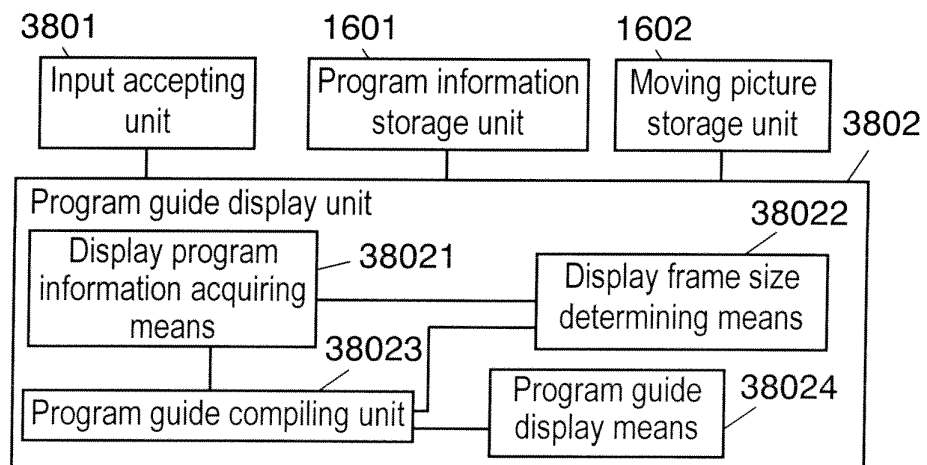 3801
1601
1602
Input accepting
unit
Program information
storage unit
Moving picture
storage unit
3802
Program guide display unit
38022
Display program
information acquiring
means
38021
Display frame size
determining means
38023
Program guide compiling unit
Program guide
display means
38024